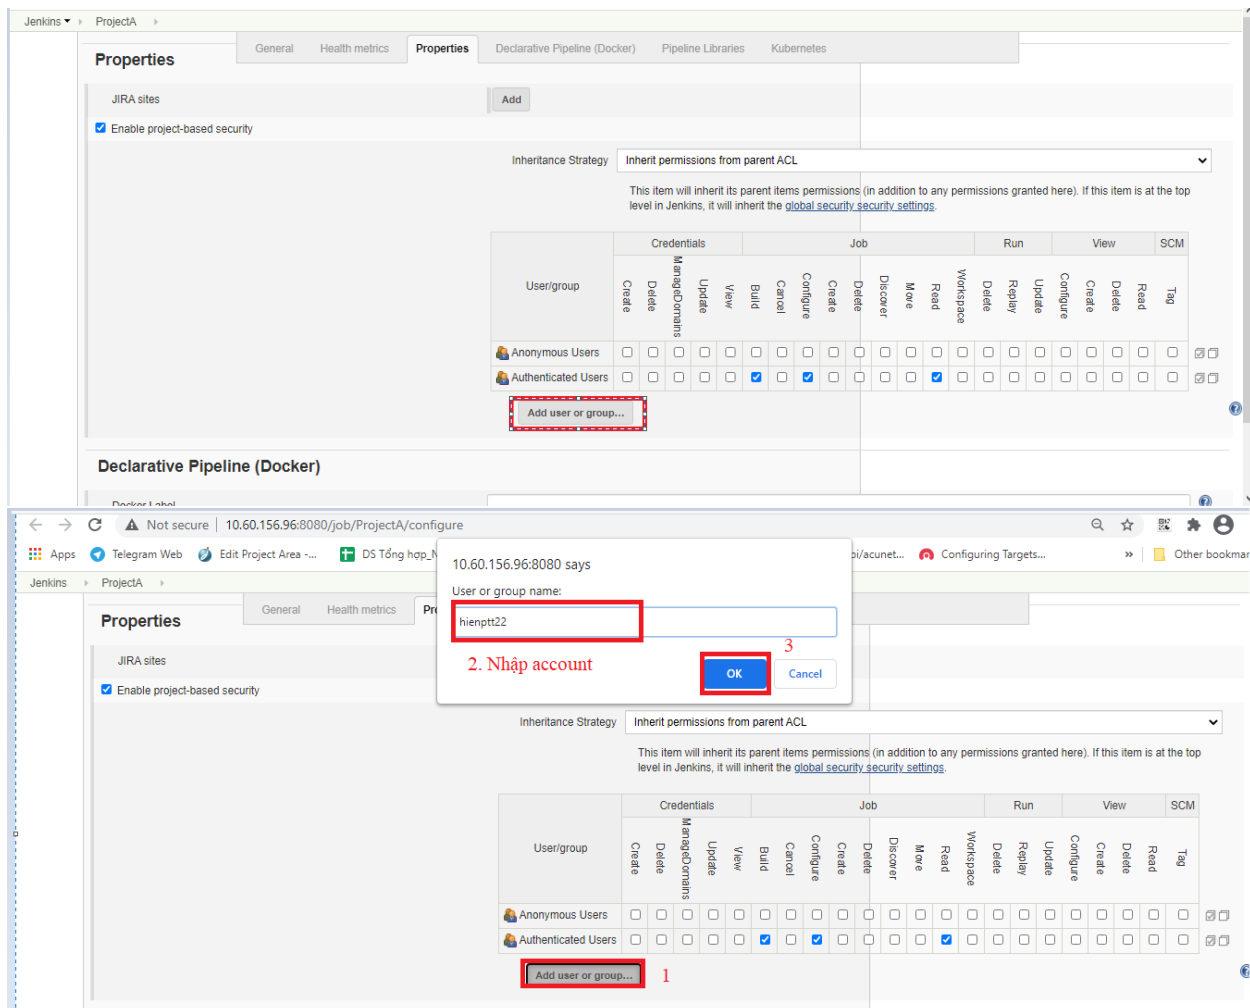 Jenkins ProjectA
General Health metrics Properties Declarative Pipeline (Docker) Pipeline Libraries Kubernetes
Properties
JIRA sites Add
Enable project-based security
Inheritance Strategy Inherit permissions from parent ACL
This item will inherit its parent items permissions (in addition to any permissions granted here). If this item is at the top
level in Jenkins, it will inherit the global security security settings.
User/group Credentials Job Run View SCM
Create Delete ManageDomains Update View Build Cancel Configure Create Delete Discover Move Read Workspace Delete Replay Update Configure Create Delete Read Tag
Anonymous Users
Authenticated Users
Add user or group...
Declarative Pipeline (Docker)
Docker Label
Not secure 10.60.156.96:8080/job/ProjectA/configure
Apps Telegram Web Edit Project Area -... DS Tổng hợp_N pi/acunet... Configuring Targets... » Other bookmar
10.60.156.96:8080 says
User or group name:
hienptt22
2. Nhập account
3
OK Cancel
Jenkins ProjectA
General Health metrics Pro
Properties
JIRA sites
Enable project-based security
Inheritance Strategy Inherit permissions from parent ACL
This item will inherit its parent items permissions (in addition to any permissions granted here). If this item is at the top
level in Jenkins, it will inherit the global security security settings.
User/group Credentials Job Run View SCM
Create Delete ManageDomains Update View Build Cancel Configure Create Delete Discover Move Read Workspace Delete Replay Update Configure Create Delete Read Tag
Anonymous Users
Authenticated Users
Add user or group... 1